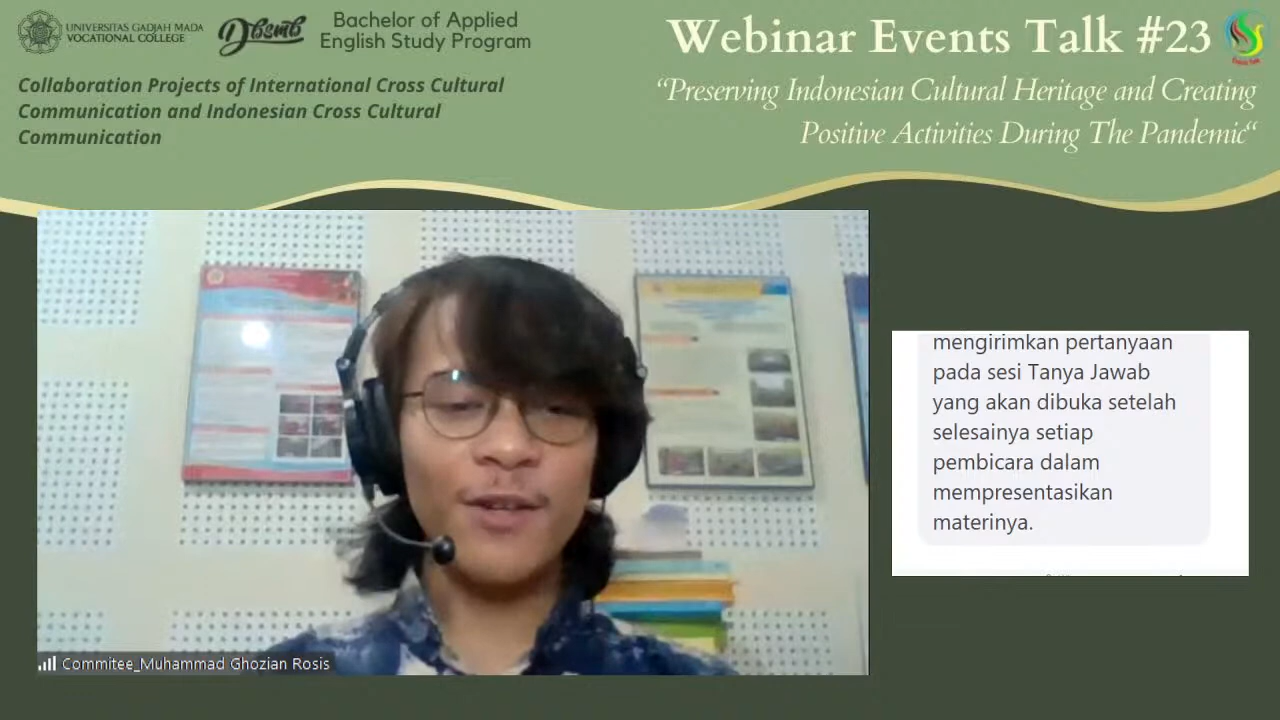 UNIVERSITAS GADJAH MADA
VOCATIONAL COLLEGE
Dbsmb
Bachelor of Applied
English Study Program
Collaboration Projects of International Cross Cultural
Communication and Indonesian Cross Cultural
Communication
Webinar Events Talk #23
“Preserving Indonesian Cultural Heritage and Creating
Positive Activities During The Pandemic“
mengirimkan pertanyaan
pada sesi Tanya Jawab
yang akan dibuka setelah
selesainya setiap
pembicara dalam
mempresentasikan
materinya.
Commitee_Muhammad Ghozian Rosis